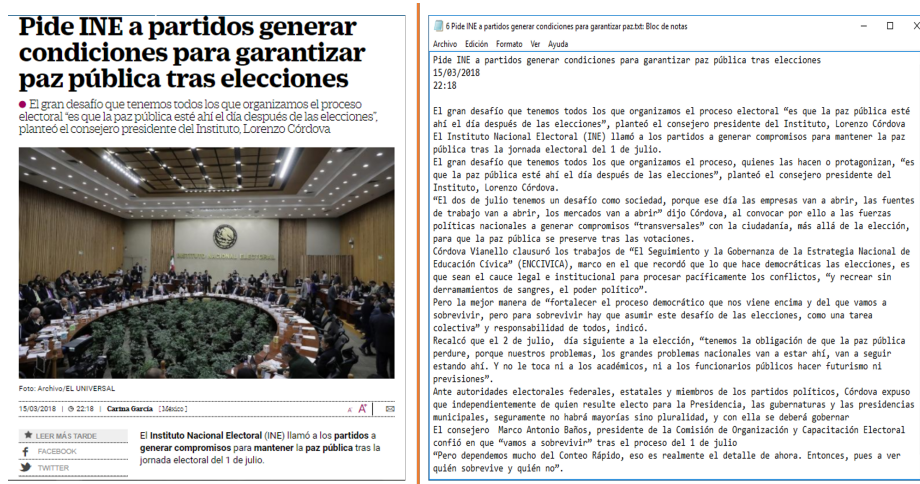 Pide INE a partidos generar
condiciones para garantizar
paz pública tras elecciones
El gran desafío que tenemos todos los que organizamos el proceso
electoral "es que la paz pública esté ahí el día después de las elecciones",
planteó el consejero presidente del Instituto, Lorenzo Córdova
Foto: Archivo/EL UNIVERSAL
15/03/2018 | 22:18 | Carina García [México]
A A
LEER MÁS TARDE
FACEBOOK
TWITTER
El Instituto Nacional Electoral (INE) llamó a los partidos a
generar compromisos para mantener la paz pública tras la
jornada electoral del 1 de julio.
6 Pide INE a partidos generar condiciones para garantizar paz.txt: Bloc de notas
Archivo Edición Formato Ver Ayuda
Pide INE a partidos generar condiciones para garantizar paz pública tras elecciones
15/03/2018
22:18
El gran desafío que tenemos todos los que organizamos el proceso electoral “es que la paz pública esté
ahí el día después de las elecciones”, planteó el consejero presidente del Instituto, Lorenzo Córdova
El Instituto Nacional Electoral (INE) llamó a los partidos a generar compromisos para mantener la paz
pública tras la jornada electoral del 1 de julio.
El gran desafío que tenemos todos los que organizamos el proceso, quienes las hacen o protagonizan, “es
que la paz pública esté ahí el día después de las elecciones”, planteó el consejero presidente del
Instituto, Lorenzo Córdova.
“El dos de julio tenemos un desafío como sociedad, porque ese día las empresas van a abrir, las fuentes
de trabajo van a abrir, los mercados van a abrir” dijo Córdova, al convocar por ello a las fuerzas
políticas nacionales a generar compromisos “transversales” con la ciudadanía, más allá de la elección,
para que la paz pública se preserve tras las votaciones.
Córdova Vianello clausuró los trabajos de “El Seguimiento y la Gobernanza de la Estrategia Nacional de
Educación Cívica” (ENCCIVICA), marco en el que recordó que lo que hace democráticas las elecciones, es
que sean el cauce legal e institucional para procesar pacíficamente los conflictos, “y recrear sin
derramamientos de sangres, el poder político”.
Pero la mejor manera de “fortalecer el proceso democrático que nos viene encima y del que vamos a
sobrevivir, pero para sobrevivir hay que asumir este desafío de las elecciones, como una tarea
colectiva” y responsabilidad de todos, indicó.
Recalcó que el 2 de julio, día siguiente a la elección, “tenemos la obligación de que la paz pública
perdure, porque nuestros problemas, los grandes problemas nacionales van a estar ahí, van a seguir
estando ahí. Y no le toca ni a los académicos, ni a los funcionarios públicos hacer futurismo ni
previsiones”.
Ante autoridades electorales federales, estatales y miembros de los partidos políticos, Córdova expuso
que independientemente de quien resulte electo para la Presidencia, las gubernaturas y las presidencias
municipales, seguramente no habrá mayorías sino pluralidad, y con ella se deberá gobernar
El consejero Marco Antonio Baños, presidente de la Comisión de Organización y Capacitación Electoral
confió en que “vamos a sobrevivir” tras el proceso del 1 de julio
“Pero dependemos mucho del Conteo Rápido, eso es realmente el detalle de ahora. Entonces, pues a ver
quién sobrevive y quién no”.